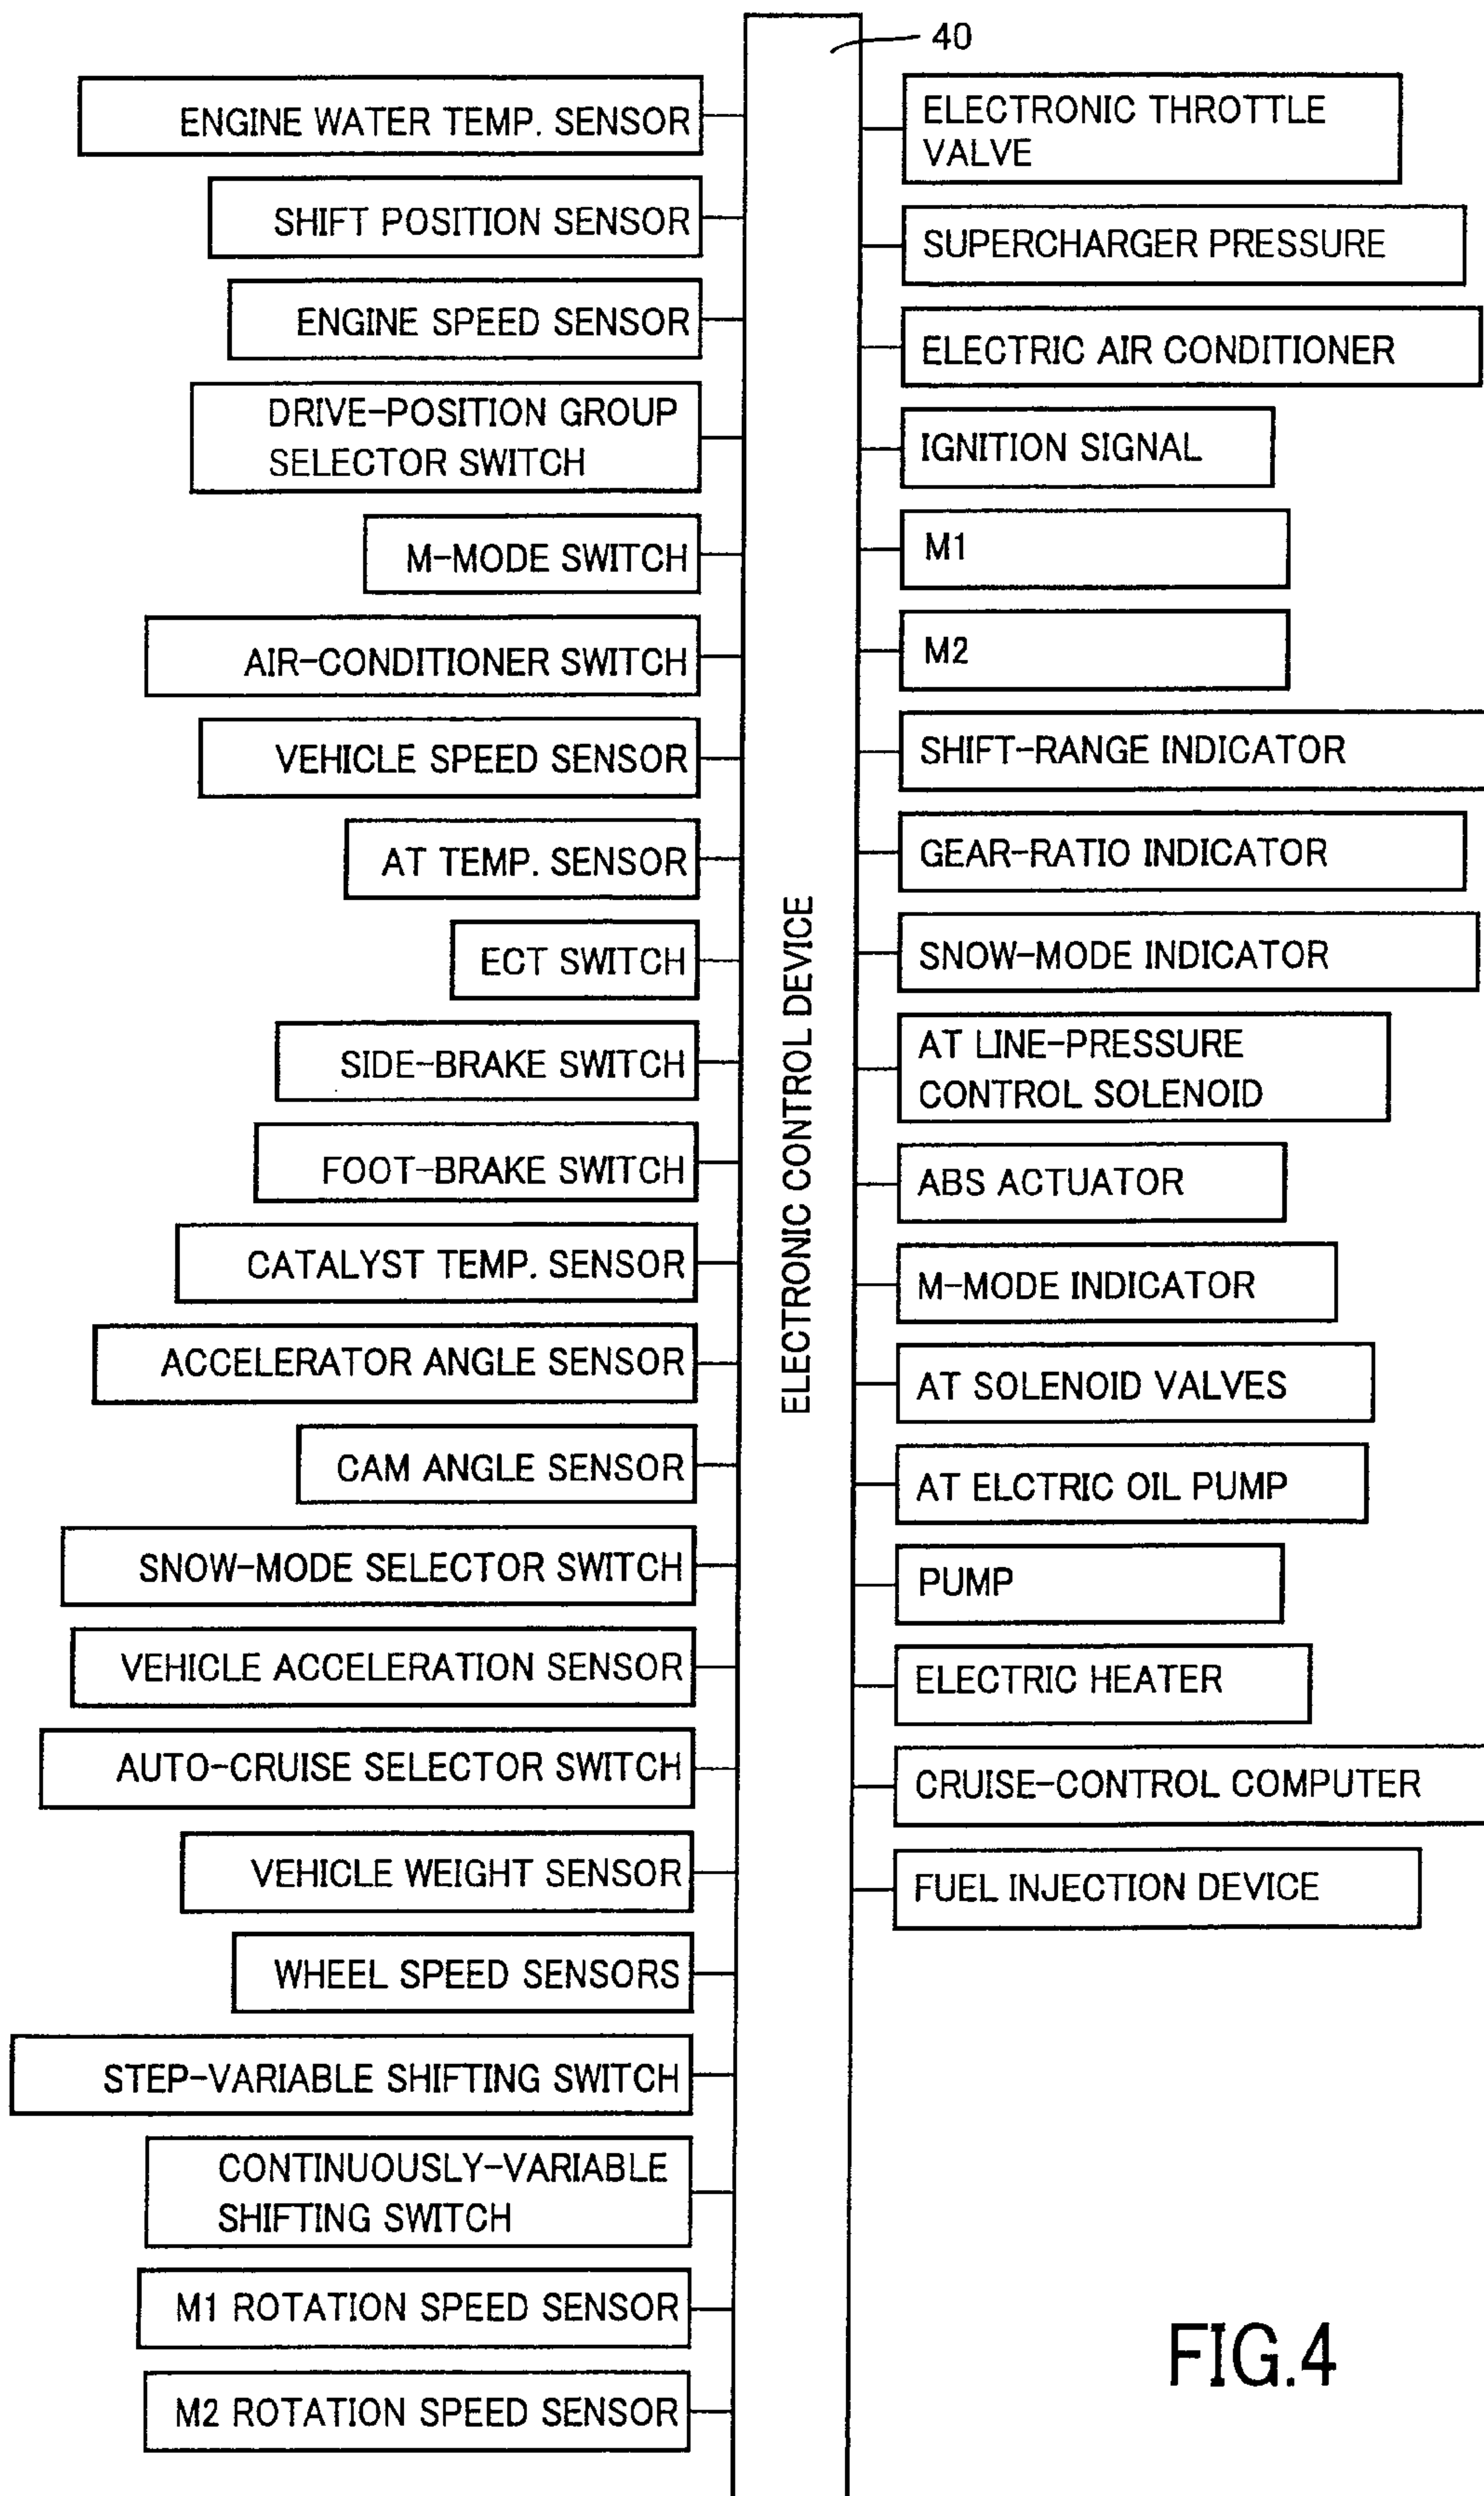 40
ENGINE WATER TEMP. SENSOR
SHIFT POSITION SENSOR
ENGINE SPEED SENSOR
DRIVE-POSITION GROUP
SELECTOR SWITCH
M-MODE SWITCH
AIR-CONDITIONER SWITCH
VEHICLE SPEED SENSOR
AT TEMP. SENSOR
ECT SWITCH
SIDE-BRAKE SWITCH
FOOT-BRAKE SWITCH
CATALYST TEMP. SENSOR
ACCELERATOR ANGLE SENSOR
CAM ANGLE SENSOR
SNOW-MODE SELECTOR SWITCH
VEHICLE ACCELERATION SENSOR
AUTO-CRUISE SELECTOR SWITCH
VEHICLE WEIGHT SENSOR
WHEEL SPEED SENSORS
STEP-VARIABLE SHIFTING SWITCH
CONTINUOUSLY-VARIABLE
SHIFTING SWITCH
M1 ROTATION SPEED SENSOR
M2 ROTATION SPEED SENSOR
ELECTRONIC CONTROL DEVICE
ELECTRONIC THROTTLE
VALVE
SUPERCHARGER PRESSURE
ELECTRIC AIR CONDITIONER
IGNITION SIGNAL
M1
M2
SHIFT-RANGE INDICATOR
GEAR-RATIO INDICATOR
SNOW-MODE INDICATOR
AT LINE-PRESSURE
CONTROL SOLENOID
ABS ACTUATOR
M-MODE INDICATOR
AT SOLENOID VALVES
AT ELCTRIC OIL PUMP
PUMP
ELECTRIC HEATER
CRUISE-CONTROL COMPUTER
FUEL INJECTION DEVICE
FIG.4